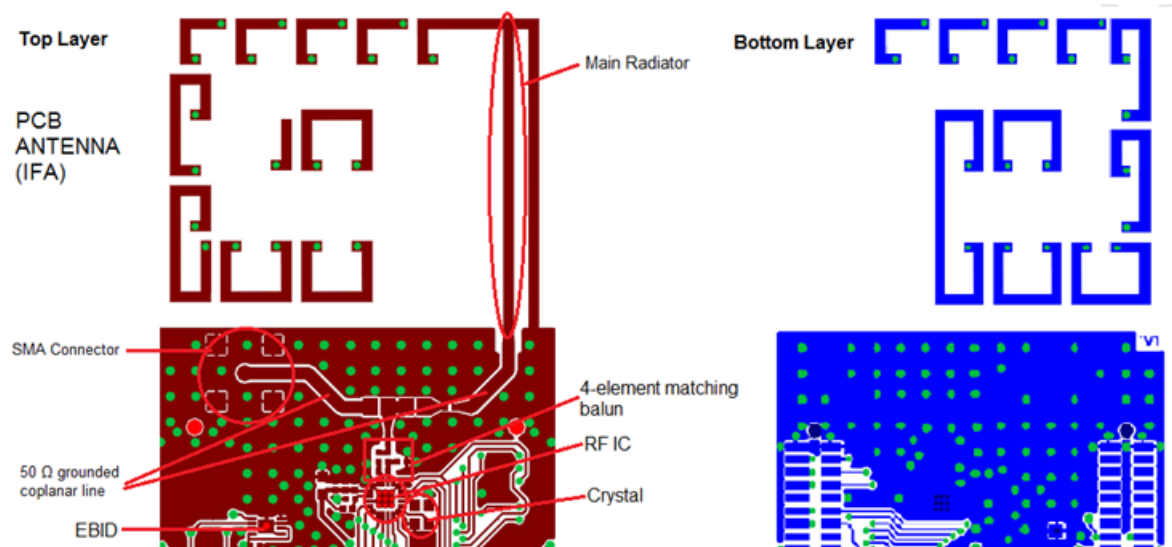 Top Layer
Bottom Layer
Main Radiator
PCB
ANTENNA
(IFA)
SMA Connector
4-element matching
balun
RF IC
50 Ω grounded
coplanar line
Crystal
EBID
V1